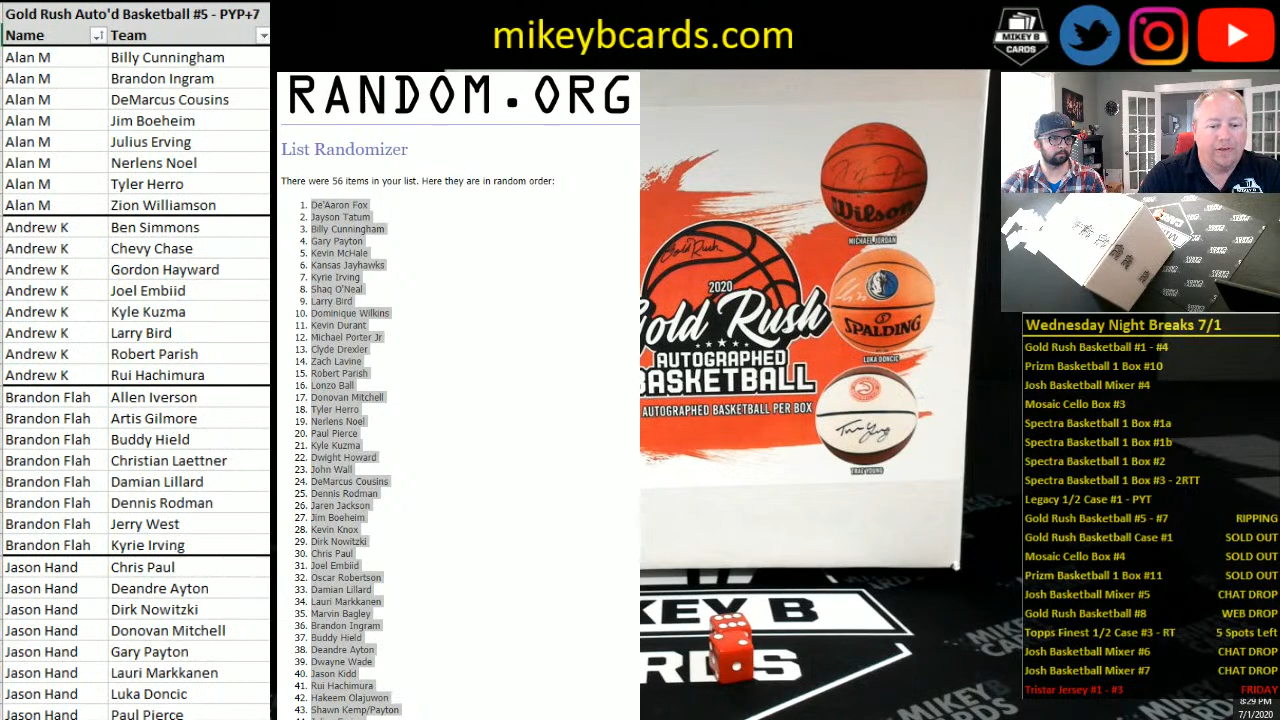 Gold Rush Auto'd Basketball #5 - PYP+7
Name Team
Alan M Billy Cunningham
Alan M Brandon Ingram
Alan M DeMarcus Cousins
Alan M Jim Boeheim
Alan M Julius Erving
Alan M Nerlens Noel
Alan M Tyler Herro
Alan M Zion Williamson
Andrew K Ben Simmons
Andrew K Chevy Chase
Andrew K Gordon Hayward
Andrew K Joel Embiid
Andrew K Kyle Kuzma
Andrew K Larry Bird
Andrew K Robert Parish
Andrew K Rui Hachimura
Brandon Flah Allen Iverson
Brandon Flah Artis Gilmore
Brandon Flah Buddy Hield
Brandon Flah Christian Laettner
Brandon Flah Damian Lillard
Brandon Flah Dennis Rodman
Brandon Flah Jerry West
Brandon Flah Kyrie Irving
Jason Hand Chris Paul
Jason Hand Deandre Ayton
Jason Hand Dirk Nowitzki
Jason Hand Donovan Mitchell
Jason Hand Gary Payton
Jason Hand Lauri Markkanen
Jason Hand Luka Doncic
Jason Hand Paul Pierce
mikeybcards.com
MIKEY B
CARDS
RANDOM.ORG
List Randomizer
There were 56 items in your list. Here they are in random order:
1. De'Aaron Fox
2. Jayson Tatum
3. Billy Cunningham
4. Gary Payton
5. Kevin McHale
6. Kansas Jayhawks
7. Kyrie Irving
8. Shaq O'Neal
9. Larry Bird
10. Dominique Wilkins
11. Kevin Durant
12. Michael Porter Jr
13. Clyde Drexler
14. Zach Lavine
15. Robert Parish
16. Lonzo Ball
17. Donovan Mitchell
18. Tyler Herro
19. Nerlens Noel
20. Paul Pierce
21. Kyle Kuzma
22. Dwight Howard
23. John Wall
24. DeMarcus Cousins
25. Dennis Rodman
26. Jaren Jackson
27. Jim Boeheim
28. Kevin Knox
29. Dirk Nowitzki
30. Chris Paul
31. Joel Embiid
32. Oscar Robertson
33. Damian Lillard
34. Lauri Markkanen
35. Marvin Bagley
36. Brandon Ingram
37. Buddy Hield
38. Deandre Ayton
39. Dwayne Wade
40. Jason Kidd
41. Rui Hachimura
42. Hakeem Olajuwon
43. Shawn Kemp/Payton
Wilson
MICHAEL JORDAN
Gold Rush
2020
Gold Rush
AUTOGRAPHED
BASKETBALL
AUTOGRAPHED BASKETBALL PER BOX
SPALDING
LUKA DONCIC
TRAE YOUNG
KEY B
RDS
Wednesday Night Breaks 7/1
Gold Rush Basketball #1 - #4
Prizm Basketball 1 Box #10
Josh Basketball Mixer #4
Mosaic Cello Box #3
Spectra Basketball 1 Box #1a
Spectra Basketball 1 Box #1b
Spectra Basketball 1 Box #2
Spectra Basketball 1 Box #3 - 2RTT
Legacy 1/2 Case #1 - PYT
Gold Rush Basketball #5 - #7 RIPPING
Gold Rush Basketball Case #1 SOLD OUT
Mosaic Cello Box #4 SOLD OUT
Prizm Basketball 1 Box #11 SOLD OUT
Josh Basketball Mixer #5 CHAT DROP
Gold Rush Basketball #8 WEB DROP
Topps Finest 1/2 Case #3 - RT 5 Spots Left
Josh Basketball Mixer #6 CHAT DROP
Josh Basketball Mixer #7 CHAT DROP
Tristar Jersey #1 - #3 FRIDAY
8:29 PM
7/1/2020